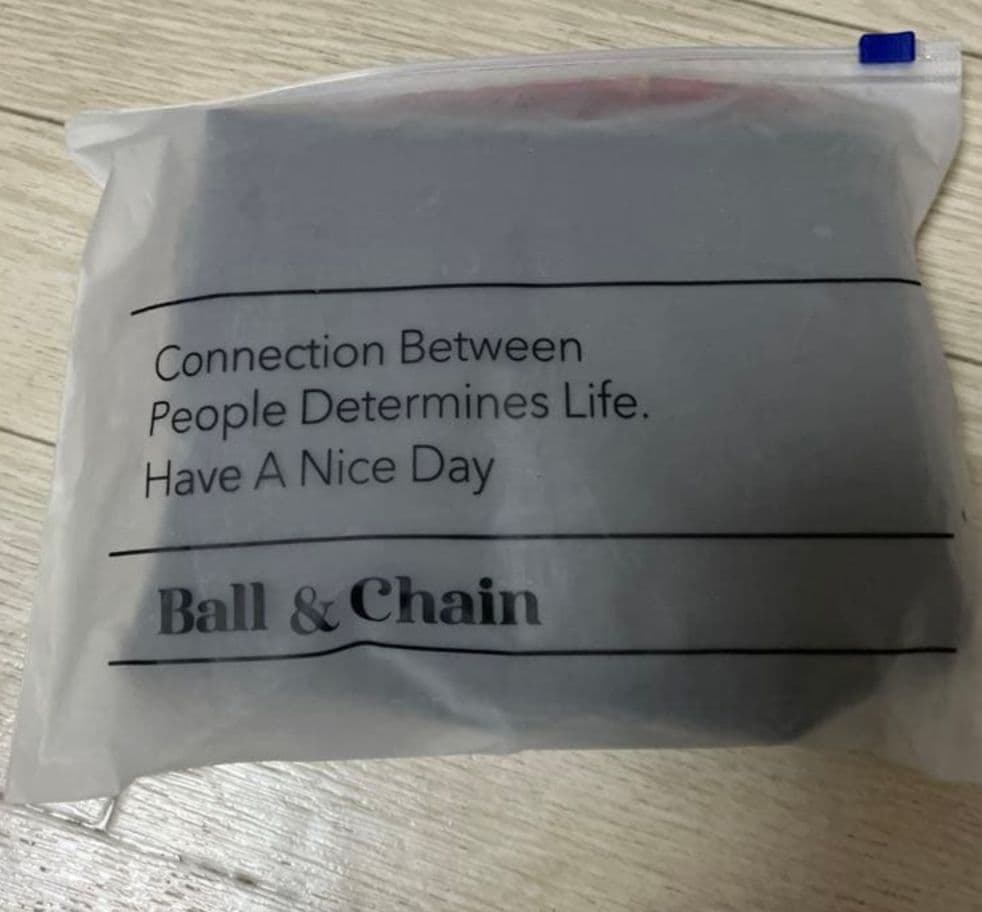 Connection Between
People Determines Life.
Have A Nice Day
Ball & Chain